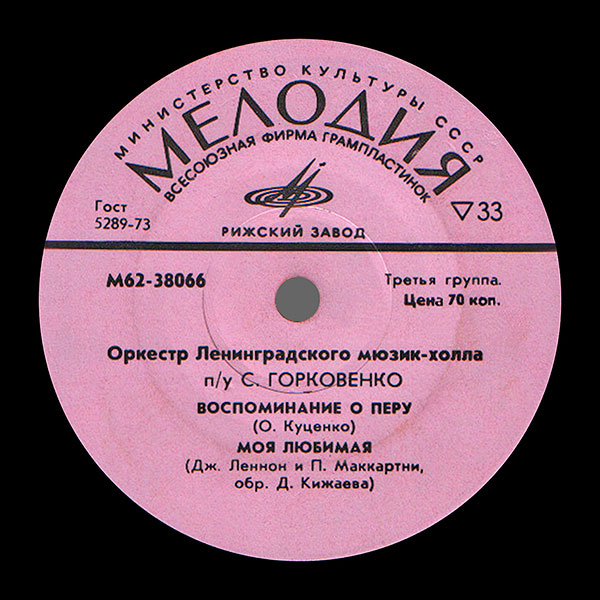 МИНИСТЕРСТВО КУЛЬТУРЫ СССР
МЕЛОДИЯ
ВСЕСОЮЗНАЯ ФИРМА ГРАМПЛАСТИНОК
Гост
5289-73
33
РИЖСКИЙ ЗАВОД
М62-38066
Третья группа.
Цена 70 коп.
Оркестр Ленинградского мюзик-холла
п/у С. ГОРКОВЕНКО
ВОСПОМИНАНИЕ О ПЕРУ
(О. Куценко)
МОЯ ЛЮБИМАЯ
(Дж. Леннон и П. Маккартни,
обр. Д. Кижаева)